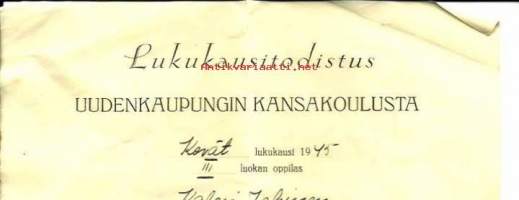 Lukukausitodistus
Antikvariaatti.net
UUDENKAUPUNGIN KANSAKOULUSTA
Kevät lukukausi 1945
III luokan oppilas